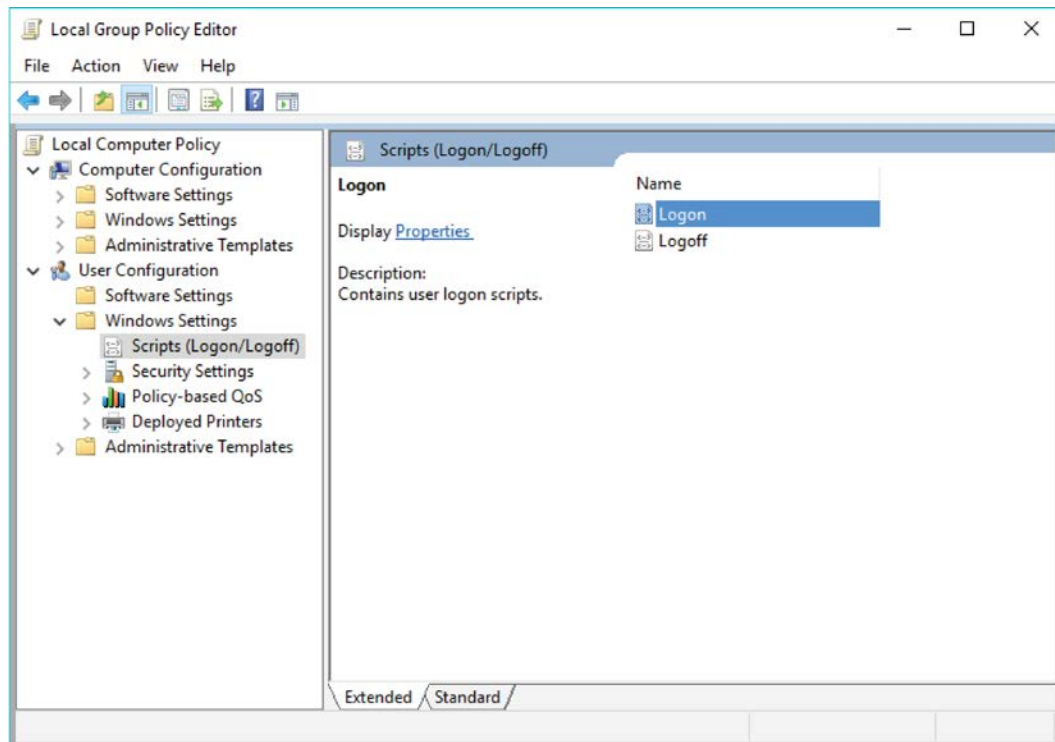 Local Group Policy Editor
File Action View Help
Local Computer Policy
Computer Configuration
Software Settings
Windows Settings
Administrative Templates
User Configuration
Software Settings
Windows Settings
Scripts (Logon/Logoff)
Security Settings
Policy-based QoS
Deployed Printers
Administrative Templates
Scripts (Logon/Logoff)
Logon
Display Properties
Description:
Contains user logon scripts.
Name
Logon
Logoff
Extended Standard